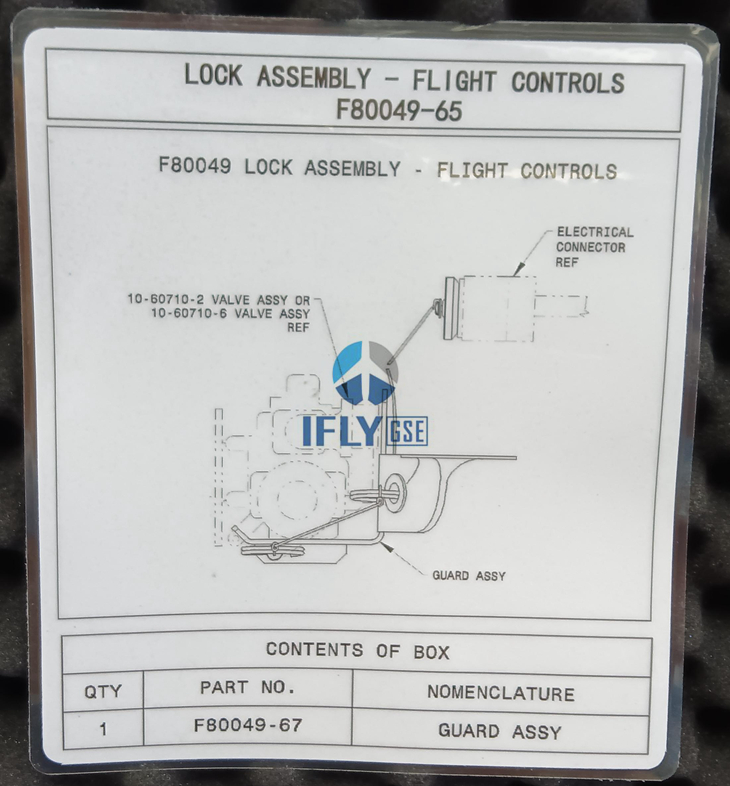 LOCK ASSEMBLY - FLIGHT CONTROLS
F80049-65
F80049 LOCK ASSEMBLY - FLIGHT CONTROLS
ELECTRICAL
CONNECTOR
REF
10-60710-2 VALVE ASSY OR
10-60710-6 VALVE ASSY
REF
IFLY GSE
GUARD ASSY
CONTENTS OF BOX
QTY PART NO. NOMENCLATURE
1 F80049-67 GUARD ASSY